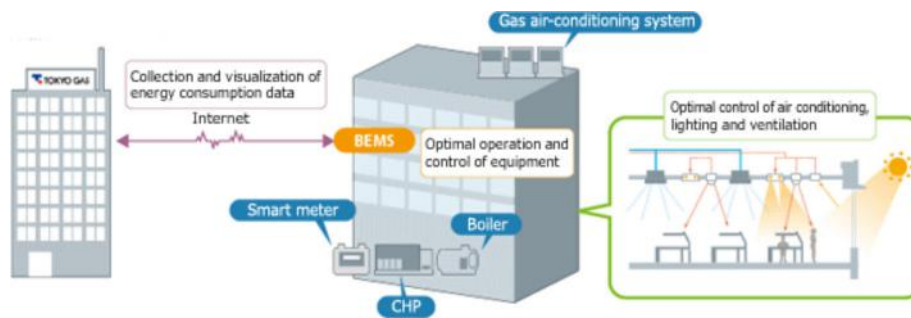 Gas air-conditioning system
TOKYO GAS
Collection and visualization of
energy consumption data
Internet
BEMS
Optimal operation and
control of equipment
Optimal control of air conditioning,
lighting and ventilation
Smart meter
Boiler
CHP